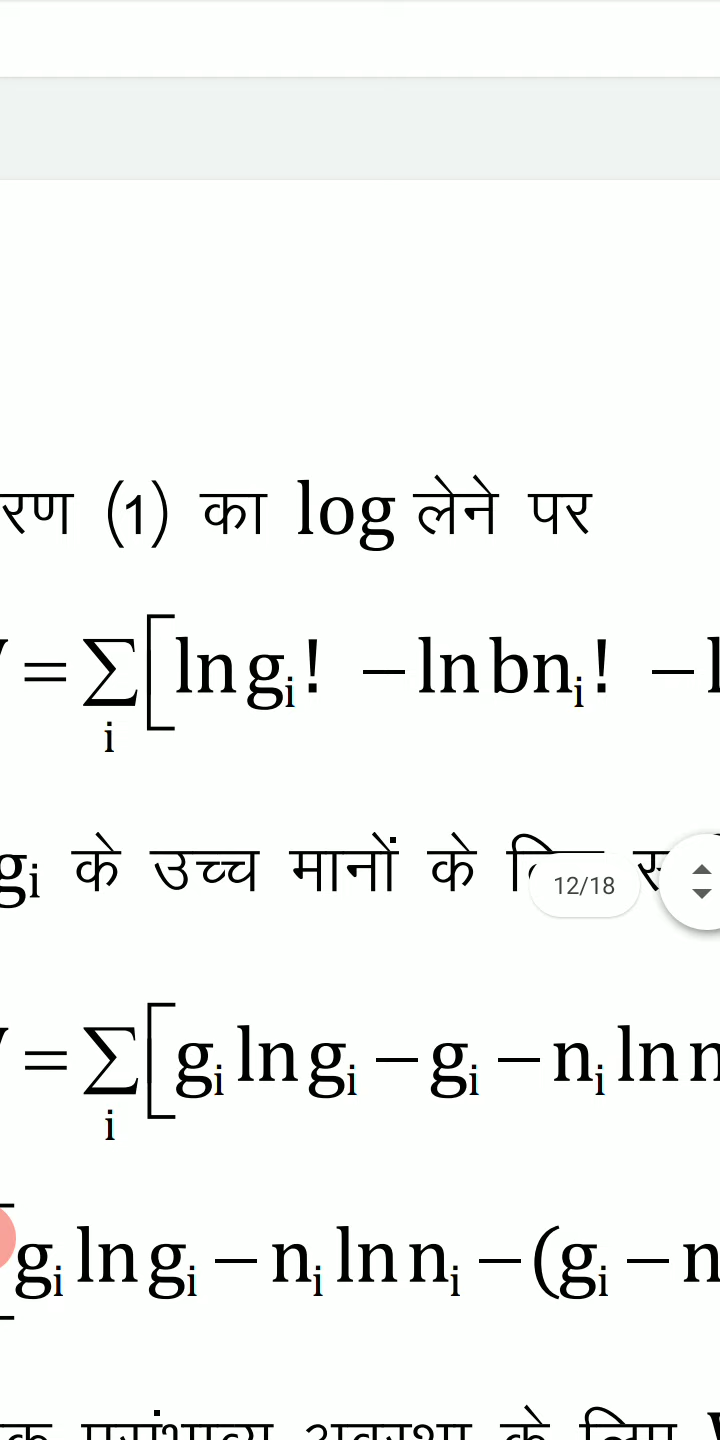 रण (1) का log लेने पर
= ∑ᵢ [ln gᵢ! − ln bnᵢ! −
gᵢ के उच्च मानों के
12/18
= ∑ᵢ [gᵢ ln gᵢ − gᵢ − nᵢ ln n
gᵢ ln gᵢ − nᵢ ln nᵢ − (gᵢ − n
अवस्था के लिए